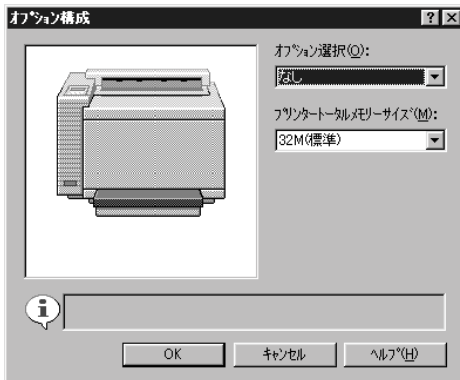 ｵﾌﾟｼｮﾝ構成
ｵﾌﾟｼｮﾝ選択(O):
なし
ﾌﾟﾘﾝﾀｰﾄｰﾀﾙﾒﾓﾘｰｻｲｽﾞ(M):
32M(標準)
OK
ｷｬﾝｾﾙ
ﾍﾙﾌﾟ(H)